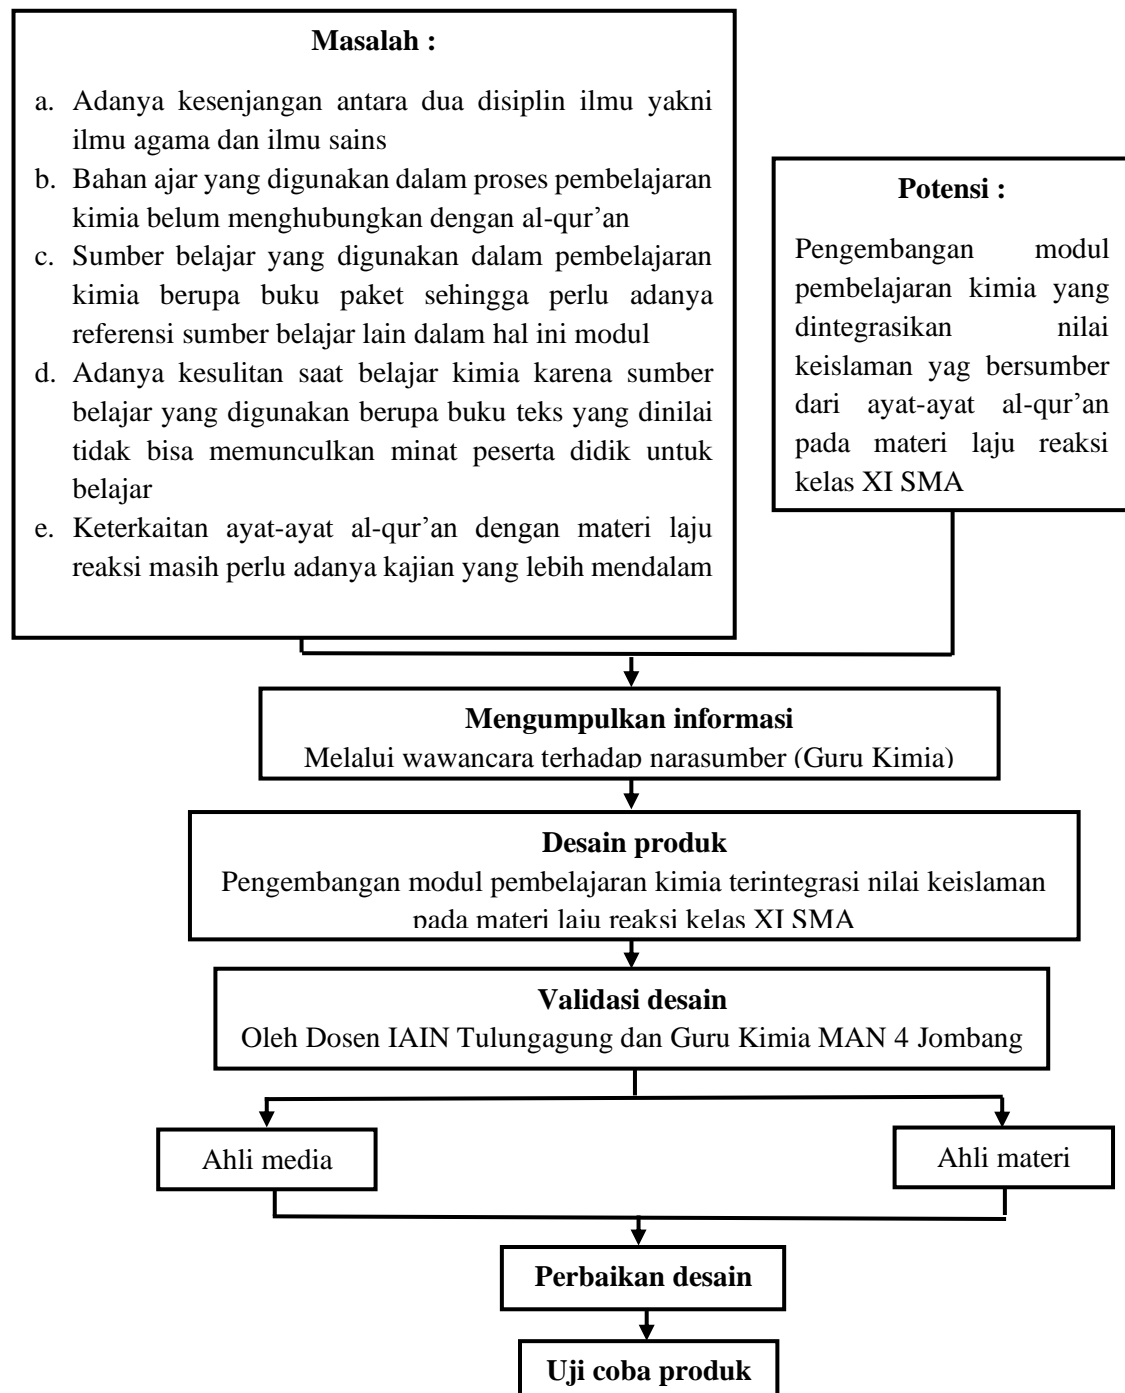 Masalah :
a. Adanya kesenjangan antara dua disiplin ilmu yakni
ilmu agama dan ilmu sains
b. Bahan ajar yang digunakan dalam proses pembelajaran
kimia belum menghubungkan dengan al-qur’an
c. Sumber belajar yang digunakan dalam pembelajaran
kimia berupa buku paket sehingga perlu adanya
referensi sumber belajar lain dalam hal ini modul
d. Adanya kesulitan saat belajar kimia karena sumber
belajar yang digunakan berupa buku teks yang dinilai
tidak bisa memunculkan minat peserta didik untuk
belajar
e. Keterkaitan ayat-ayat al-qur’an dengan materi laju
reaksi masih perlu adanya kajian yang lebih mendalam
Potensi :
Pengembangan modul
pembelajaran kimia yang
dintegrasikan nilai
keislaman yag bersumber
dari ayat-ayat al-qur’an
pada materi laju reaksi
kelas XI SMA
Mengumpulkan informasi
Melalui wawancara terhadap narasumber (Guru Kimia)
Desain produk
Pengembangan modul pembelajaran kimia terintegrasi nilai keislaman
pada materi laju reaksi kelas XI SMA
Validasi desain
Oleh Dosen IAIN Tulungagung dan Guru Kimia MAN 4 Jombang
Ahli media
Ahli materi
Perbaikan desain
Uji coba produk